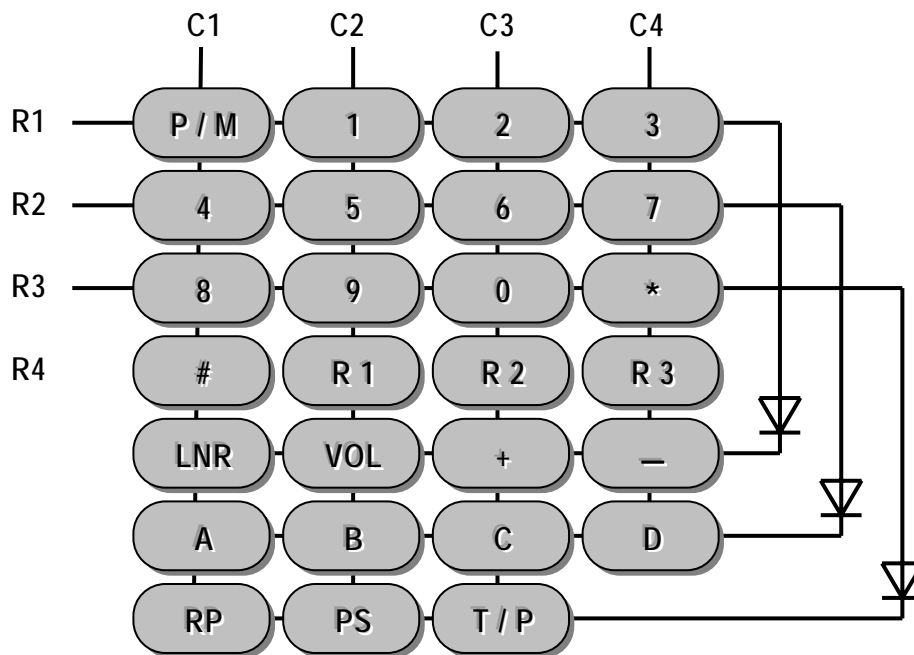 C1 C2 C3 C4
R1 P / M 1 2 3
R2 4 5 6 7
R3 8 9 0 *
R4 # R 1 R 2 R 3
LNR VOL + —
A B C D
RP PS T / P